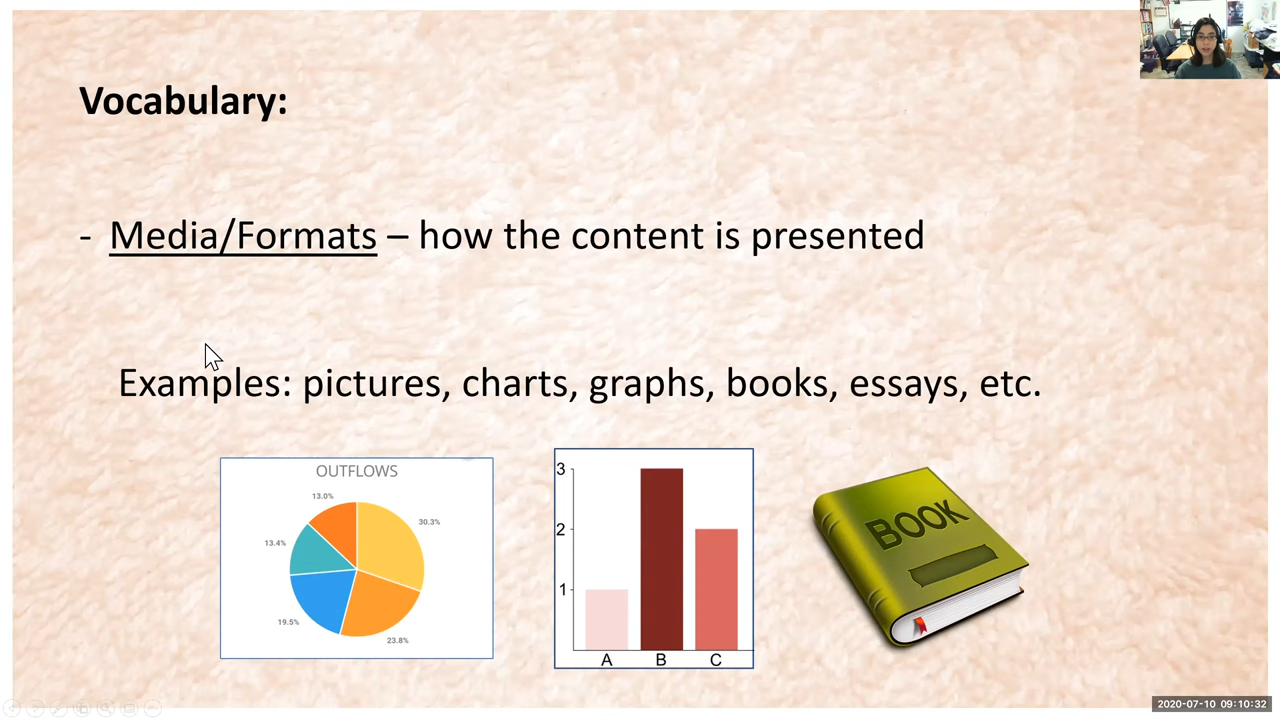 Vocabulary:
- Media/Formats – how the content is presented
Examples: pictures, charts, graphs, books, essays, etc.
OUTFLOWS
13.0%
30.3%
13.4%
19.5%
23.8%
3
2
1
A B C
BOOK
2020-07-10 09:10:32